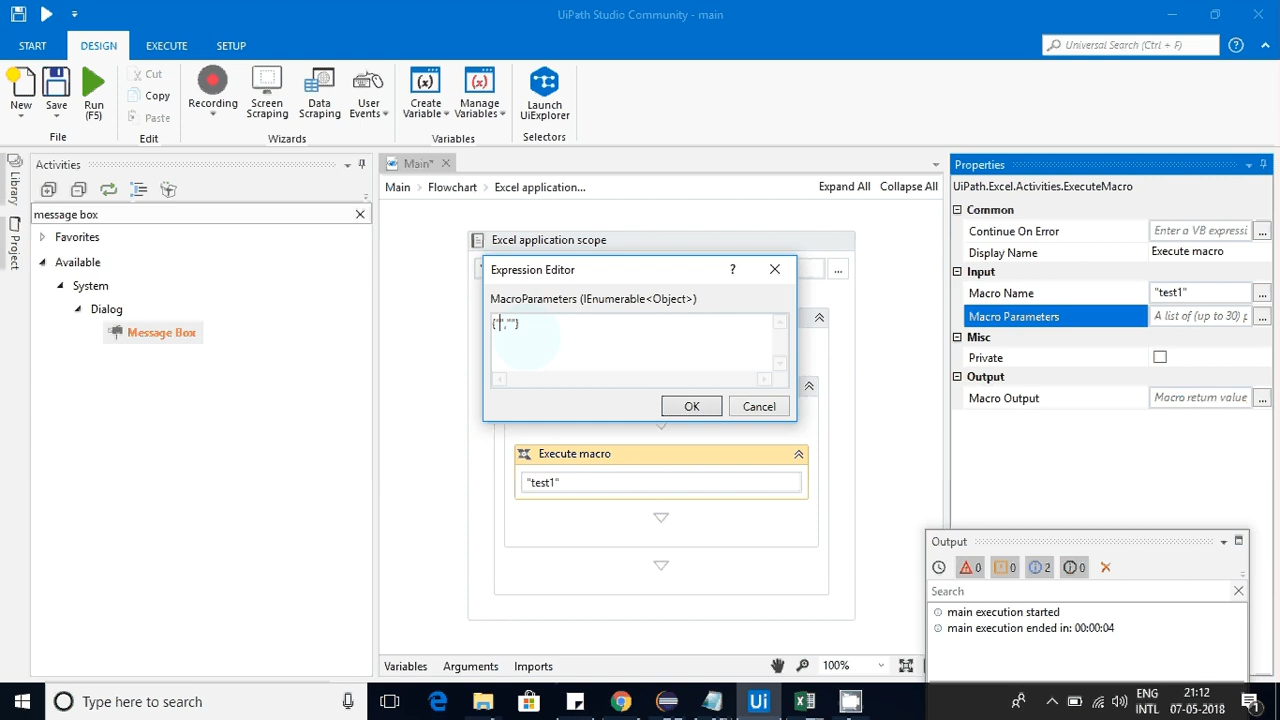 UiPath Studio Community - main
START DESIGN EXECUTE SETUP
Universal Search (Ctrl + F)
New Save Run (F5)
Cut
Copy
Paste
Recording Screen Scraping Data Scraping User Events
Create Variable Manage Variables
Launch UiExplorer
File Edit Wizards Variables Selectors
Library
Project
Activities
message box
Favorites
Available
System
Dialog
Message Box
Main*
Main Flowchart Excel application... Expand All Collapse All
Excel application scope
...
Expression Editor ?
MacroParameters (IEnumerable<Object>)
{"",""}
OK Cancel
Execute macro
"test1"
Variables Arguments Imports 100%
Properties
UiPath.Excel.Activities.ExecuteMacro
Common
Continue On Error Enter a VB expressi ...
Display Name Execute macro
Input
Macro Name "test1" ...
Macro Parameters A list of (up to 30) p ...
Misc
Private
Output
Macro Output Macro return value ...
Output
0 0 2 0
Search
main execution started
main execution ended in: 00:00:04
Type here to search
Ui
ENG
INTL
21:12
07-05-2018